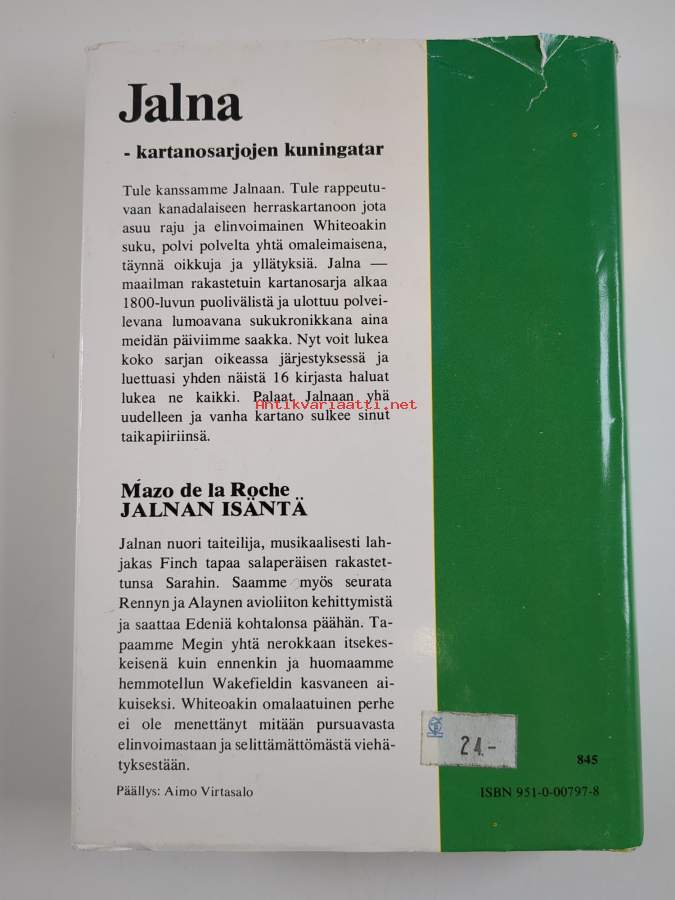 Jalna
- kartanosarjojen kuningatar
Tule kanssamme Jalnaan. Tule rappeutu-
vaan kanadalaiseen herraskartanoon jota
asuu raju ja elinvoimainen Whiteoakin
suku, polvi polvelta yhtä omaleimaisena,
täynnä oikkuja ja yllätyksiä. Jalna —
maailman rakastetuin kartanosarja alkaa
1800-luvun puolivälistä ja ulottuu polvei-
levana lumoavana sukukronikkana aina
meidän päiviimme saakka. Nyt voit lukea
koko sarjan oikeassa järjestyksessä ja
luettuasi yhden näistä 16 kirjasta haluat
lukea ne kaikki. Palaat Jalnaan yhä
Antikvariaatti.net
uudelleen ja vanha kartano sulkee sinut
taikapiiriinsä.
Mazo de la Roche
JALNAN ISÄNTÄ
Jalnan nuori taiteilija, musikaalisesti lah-
jakas Finch tapaa salaperäisen rakastet-
tunsa Sarahin. Saamme myös seurata
Rennyn ja Alaynen avioliiton kehittymistä
ja saattaa Edeniä kohtalonsa päähän. Ta-
paamme Megin yhtä nerokkaan itsekes-
keisenä kuin ennenkin ja huomaamme
hemmotellun Wakefieldin kasvaneen ai-
kuiseksi. Whiteoakin omalaatuinen perhe
ei ole menettänyt mitään pursuavasta
elinvoimastaan ja selittämättömästä viehä-
tyksestään.
Päällys: Aimo Virtasalo
24.-
845
ISBN 951-0-00797-8